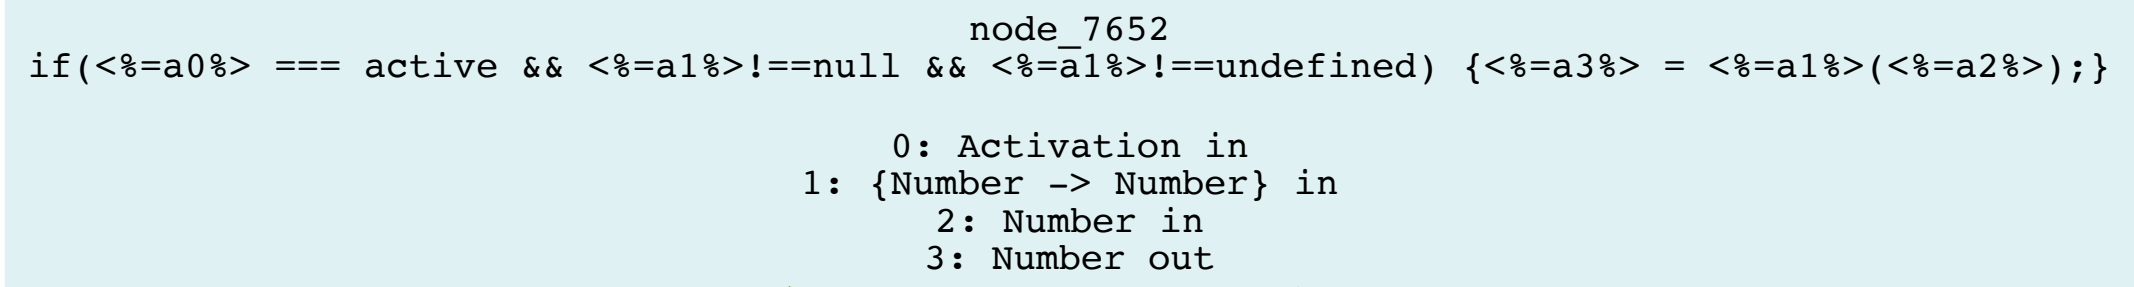 node_7652
if(<%=a0%> === active && <%=a1%>!==null && <%=a1%>!==undefined) {<%=a3%> = <%=a1%>(<%=a2%>);}
0: Activation in
1: {Number -> Number} in
2: Number in
3: Number out